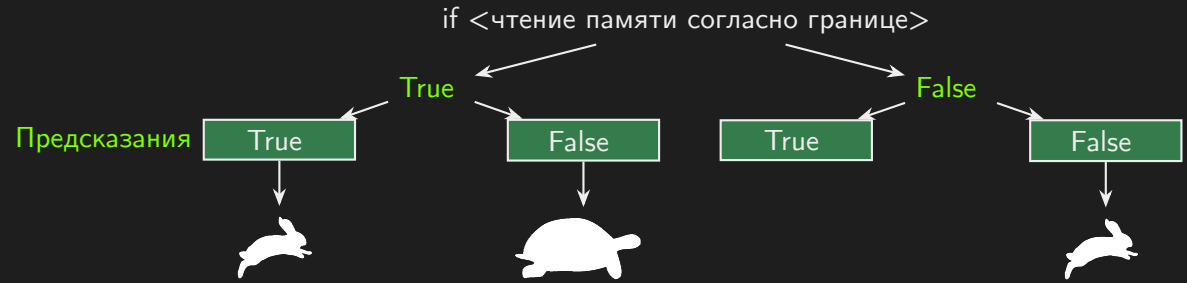 if <чтение памяти согласно границе>
True False
Предсказания True False True False